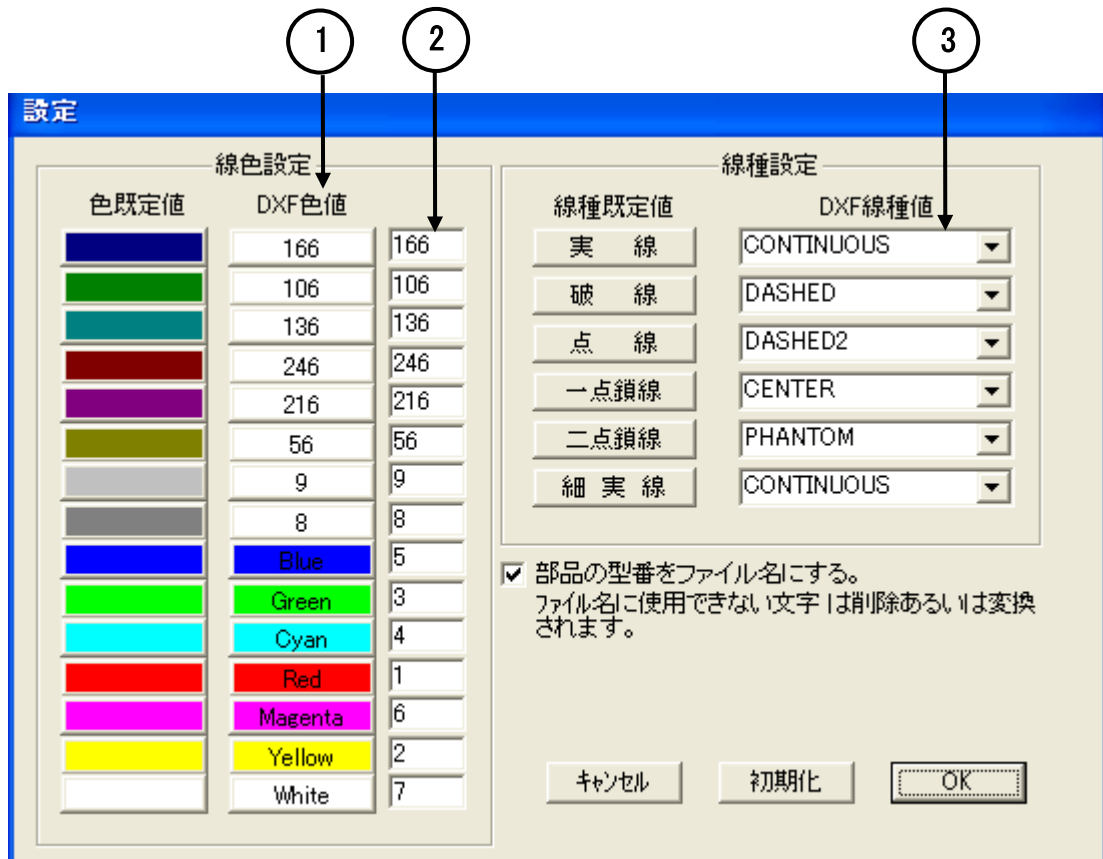 1
2
3
設定
線色設定
色既定値 DXF色値
166 166
106 106
136 136
246 246
216 216
56 56
9 9
8 8
Blue 5
Green 3
Cyan 4
Red 1
Magenta 6
Yellow 2
White 7
線種設定
線種既定値 DXF線種値
実 線 CONTINUOUS
破 線 DASHED
点 線 DASHED2
一点鎖線 CENTER
二点鎖線 PHANTOM
細 実 線 CONTINUOUS
部品の型番をファイル名にする。
ファイル名に使用できない文字は削除あるいは変換
されます。
キャンセル 初期化 OK